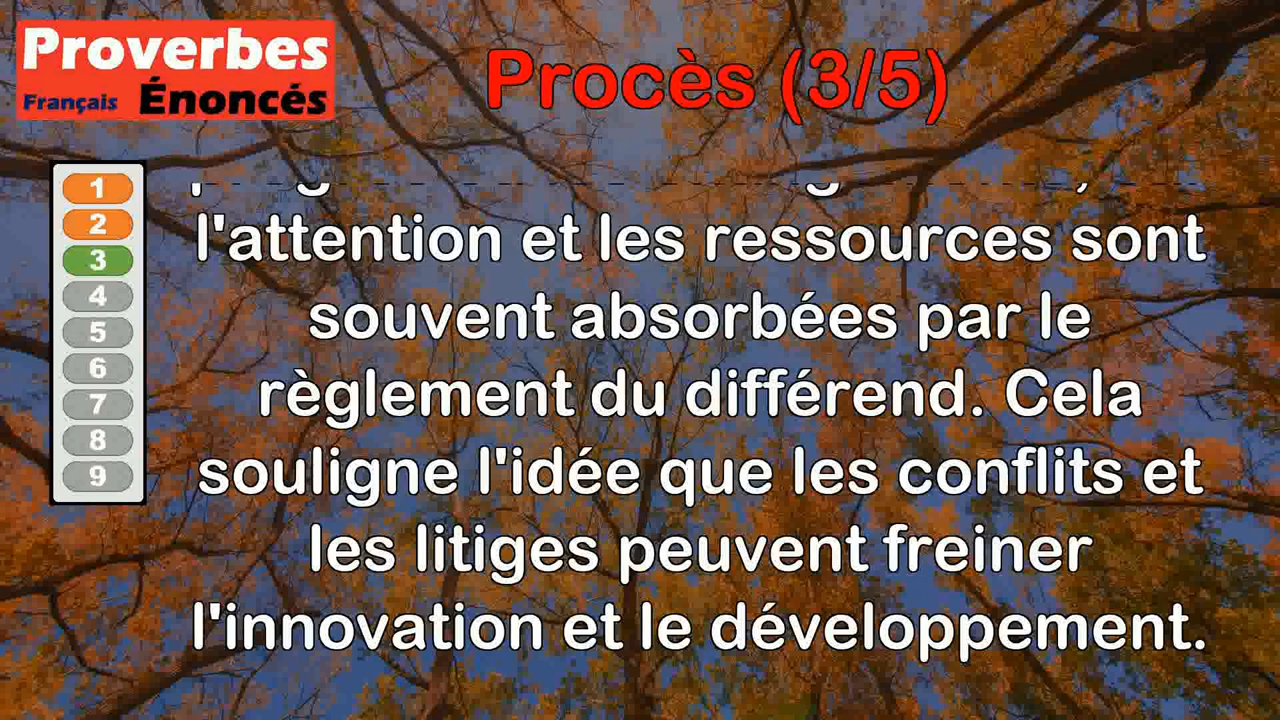 Proverbes
Français Énoncés
Procès (3/5)
1
2
3
4
5
6
7
8
9
l'attention et les ressources sont
souvent absorbées par le
règlement du différend. Cela
souligne l'idée que les conflits et
les litiges peuvent freiner
l'innovation et le développement.